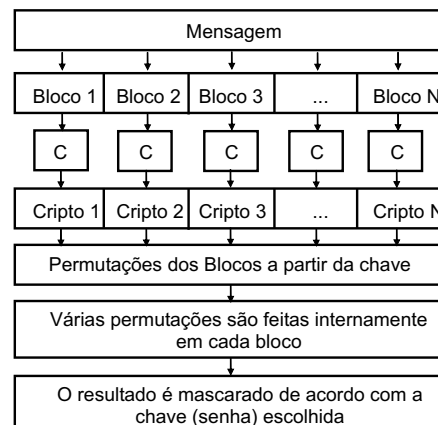 Mensagem
Bloco 1 Bloco 2 Bloco 3 ... Bloco N
C C C C C
Cripto 1 Cripto 2 Cripto 3 ... Cripto N
Permutações dos Blocos a partir da chave
Várias permutações são feitas internamente
em cada bloco
O resultado é mascarado de acordo com a
chave (senha) escolhida